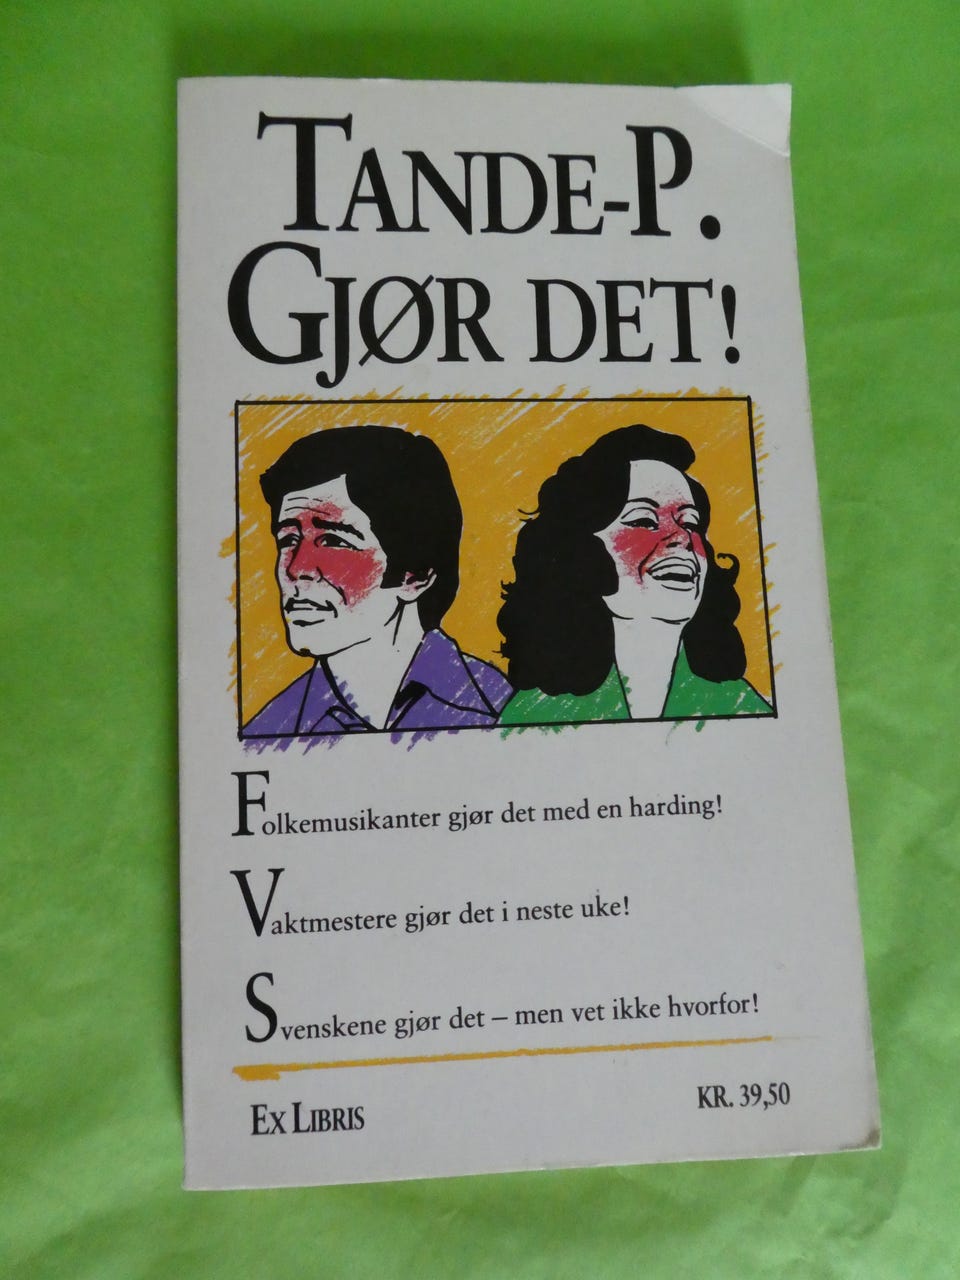 TANDE-P.
GJØR DET!
Folkemusikanter gjør det med en harding!
Vaktmestere gjør det i neste uke!
Svenskene gjør det – men vet ikke hvorfor!
EX LIBRIS
KR. 39,50